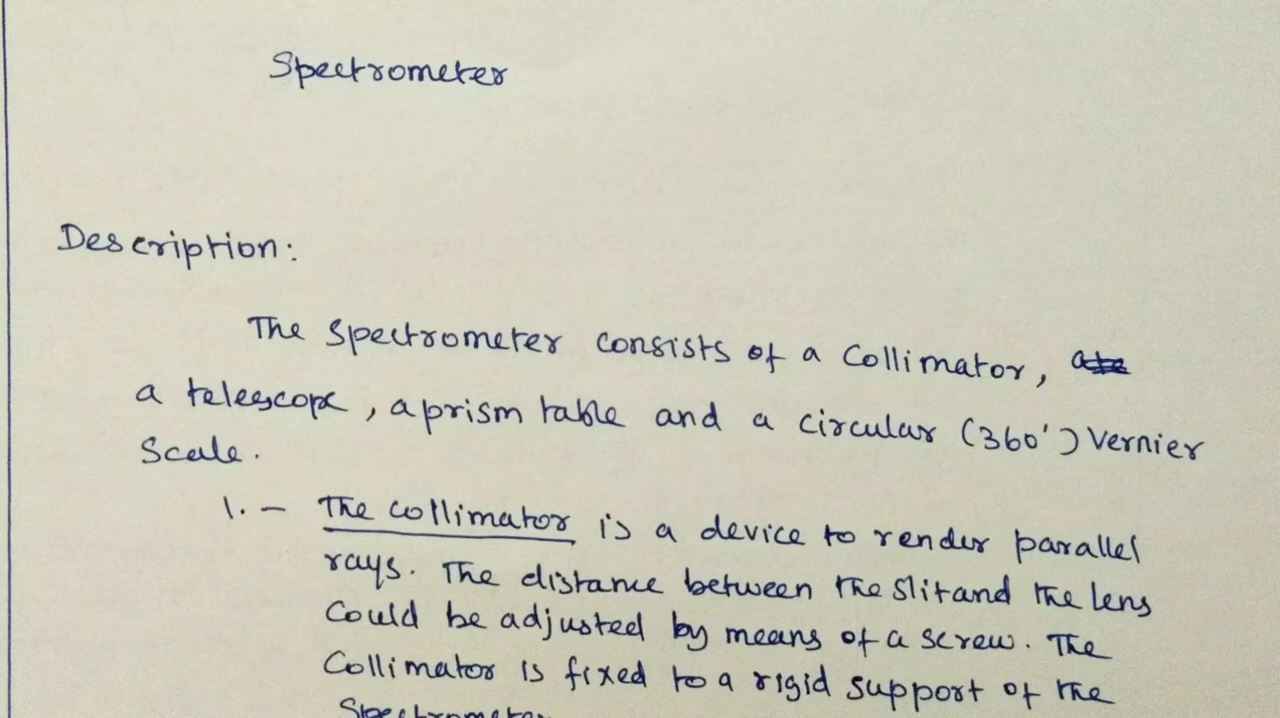 Spectrometer
Description:
The Spectrometer consists of a Collimator,
a telescope, a prism table and a circular (360') Vernier
Scale.
1. - The collimator is a device to render parallel
rays. The distance between the slit and the lens
Could be adjusted by means of a screw. The
Collimator is fixed to a rigid support of the
Spectrometer